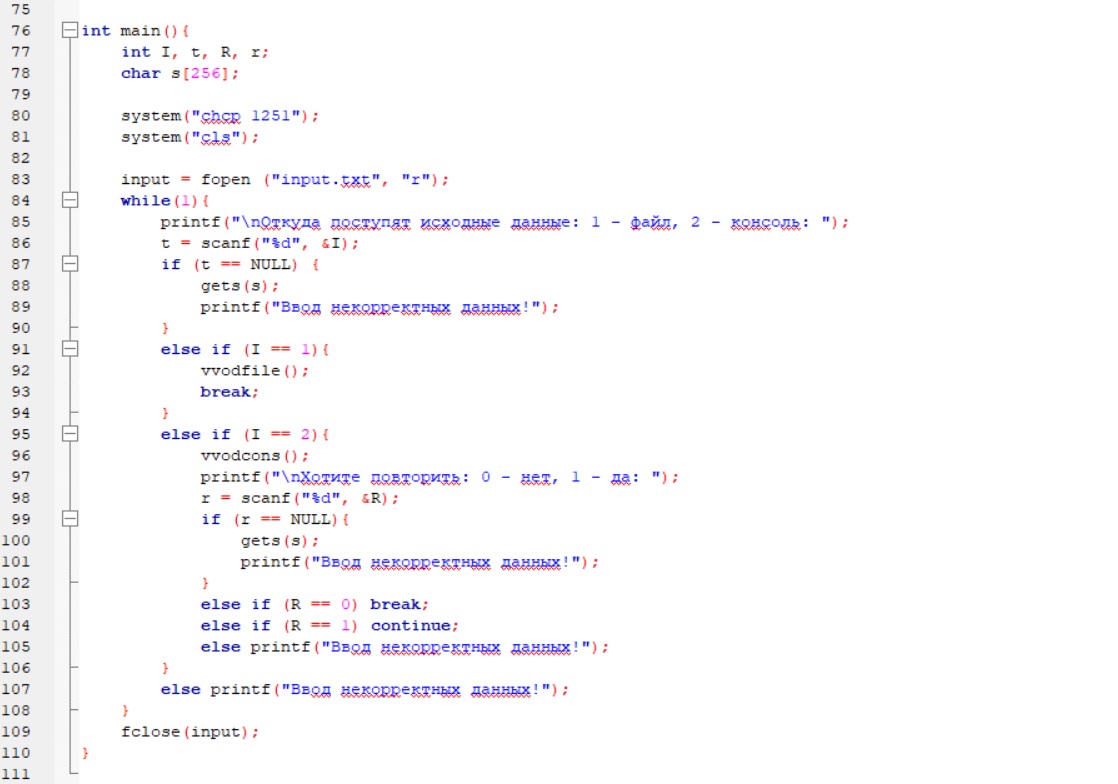 75
76 int main(){
77 int I, t, R, r;
78 char s[256];
79
80 system("chcp 1251");
81 system("cls");
82
83 input = fopen ("input.txt", "r");
84 while(1){
85 printf("\nОткуда поступят исходные данные: 1 - файл, 2 - консоль: ");
86 t = scanf("%d", &I);
87 if (t == NULL) {
88 gets(s);
89 printf("Ввод некорректных данных!");
90 }
91 else if (I == 1){
92 vvodfile();
93 break;
94 }
95 else if (I == 2){
96 vvodcons();
97 printf("\nХотите повторить: 0 - нет, 1 - да: ");
98 r = scanf("%d", &R);
99 if (r == NULL){
100 gets(s);
101 printf("Ввод некорректных данных!");
102 }
103 else if (R == 0) break;
104 else if (R == 1) continue;
105 else printf("Ввод некорректных данных!");
106 }
107 else printf("Ввод некорректных данных!");
108 }
109 fclose(input);
110 }
111